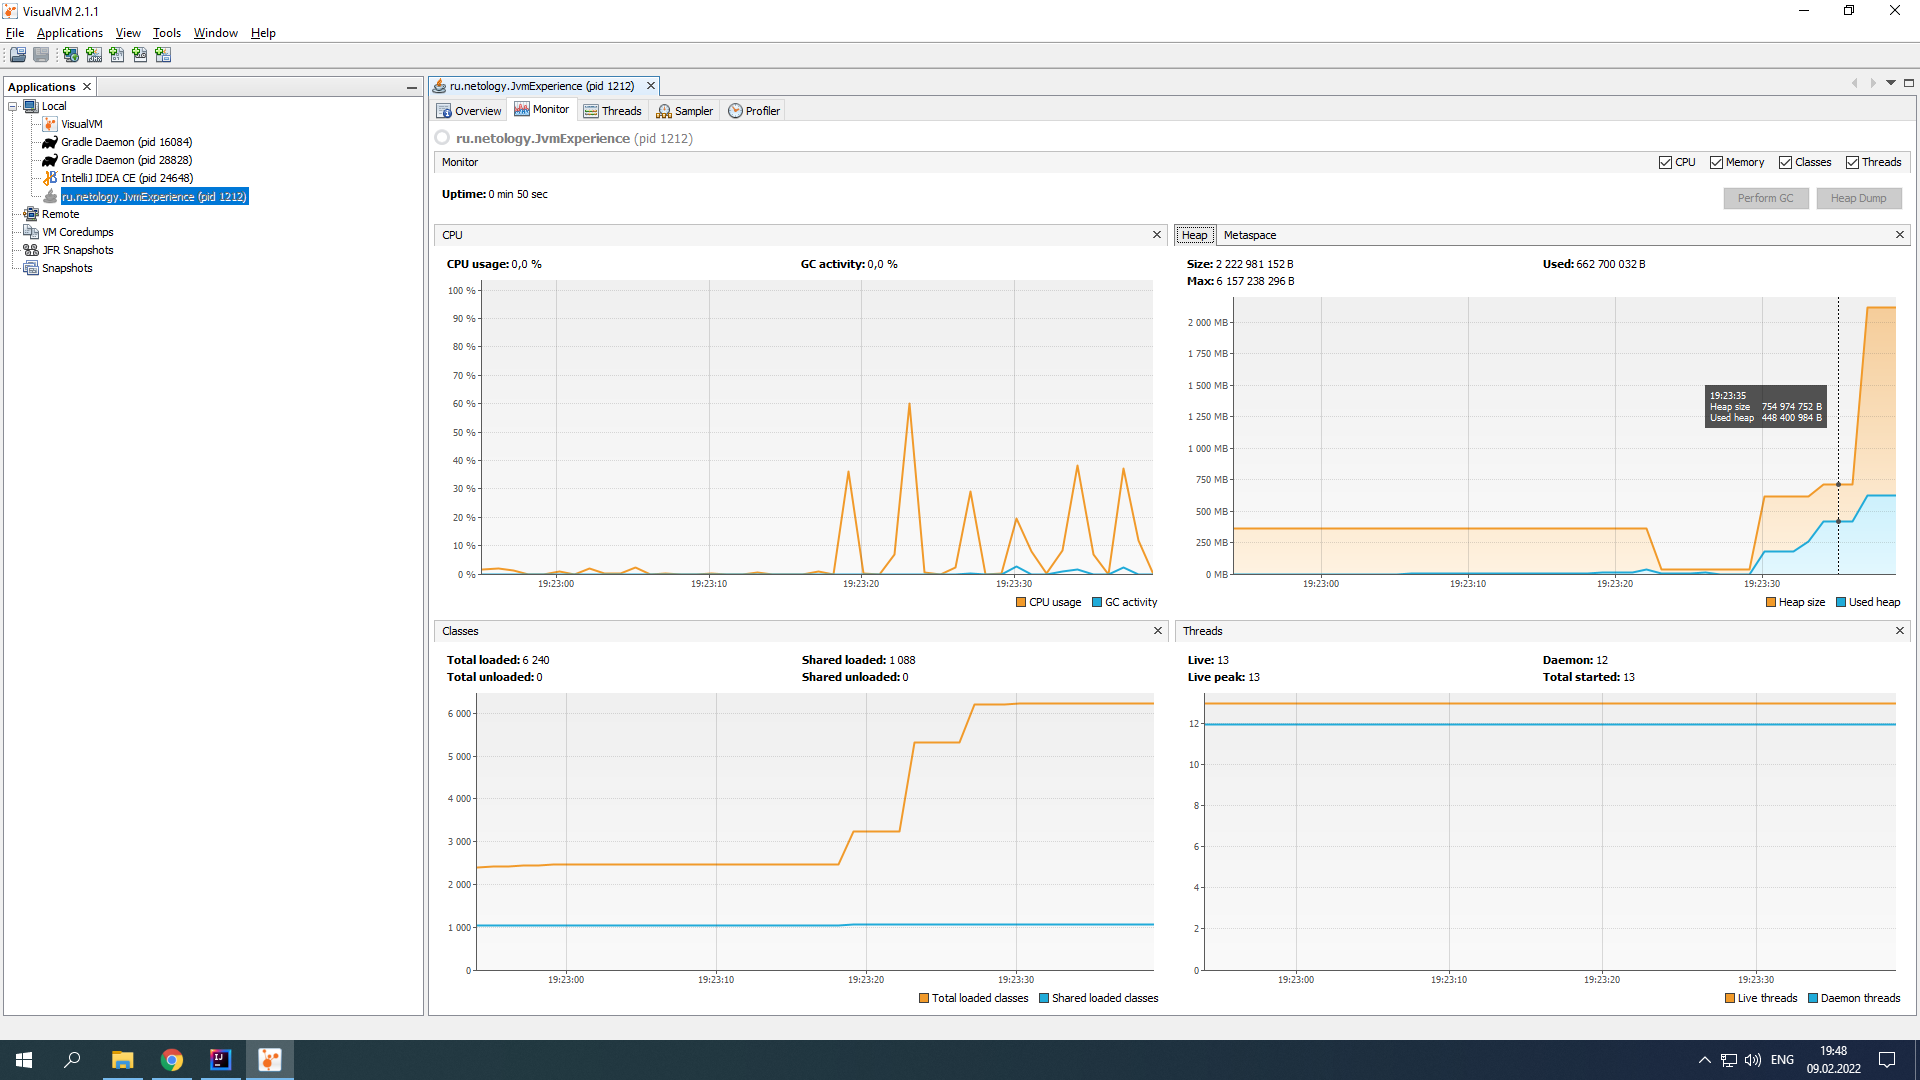 VisualVM 2.1.1
File Applications View Tools Window Help
Applications
Local
VisualVM
Gradle Daemon (pid 16084)
Gradle Daemon (pid 28828)
IntelliJ IDEA CE (pid 24648)
ru.netology.JvmExperience (pid 1212)
Remote
VM Coredumps
JFR Snapshots
Snapshots
ru.netology.JvmExperience (pid 1212)
Overview Monitor Threads Sampler Profiler
ru.netology.JvmExperience (pid 1212)
Monitor
CPU Memory Classes Threads
Uptime: 0 min 50 sec
Perform GC Heap Dump
CPU
CPU usage: 0,0 % GC activity: 0,0 %
100 %
90 %
80 %
70 %
60 %
50 %
40 %
30 %
20 %
10 %
0 %
19:23:00 19:23:10 19:23:20 19:23:30
CPU usage GC activity
Heap Metaspace
Size: 2 222 981 152 B Used: 662 700 032 B
Max: 6 157 238 296 B
2 000 MB
1 750 MB
1 500 MB
1 250 MB
1 000 MB
750 MB
500 MB
250 MB
0 MB
19:23:35
Heap size 754 974 752 B
Used heap 448 400 984 B
19:23:00 19:23:10 19:23:20 19:23:30
Heap size Used heap
Classes
Total loaded: 6 240 Shared loaded: 1 088
Total unloaded: 0 Shared unloaded: 0
6 000
5 000
4 000
3 000
2 000
1 000
0
19:23:00 19:23:10 19:23:20 19:23:30
Total loaded classes Shared loaded classes
Threads
Live: 13 Daemon: 12
Live peak: 13 Total started: 13
12
10
8
6
4
2
0
19:23:00 19:23:10 19:23:20 19:23:30
Live threads Daemon threads
IJ
ENG
19:48
09.02.2022